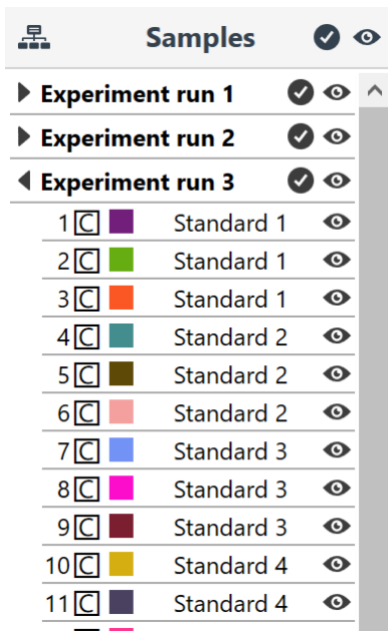 Samples
Experiment run 1
Experiment run 2
Experiment run 3
1 C Standard 1
2 C Standard 1
3 C Standard 1
4 C Standard 2
5 C Standard 2
6 C Standard 2
7 C Standard 3
8 C Standard 3
9 C Standard 3
10 C Standard 4
11 C Standard 4